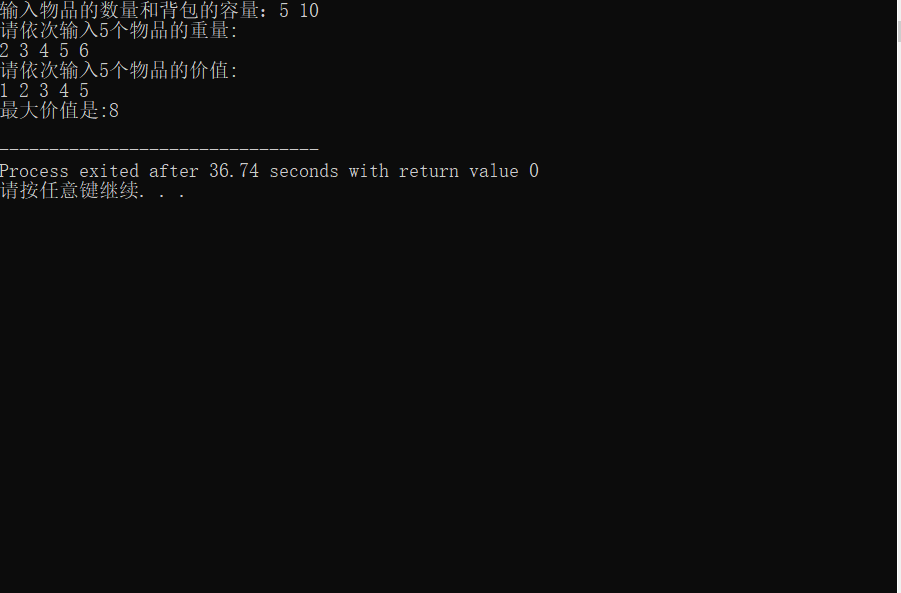 输入物品的数量和背包的容量：5 10
请依次输入5个物品的重量:
2 3 4 5 6
请依次输入5个物品的价值:
1 2 3 4 5
最大价值是:8
--------------------------------
Process exited after 36.74 seconds with return value 0
请按任意键继续. . .